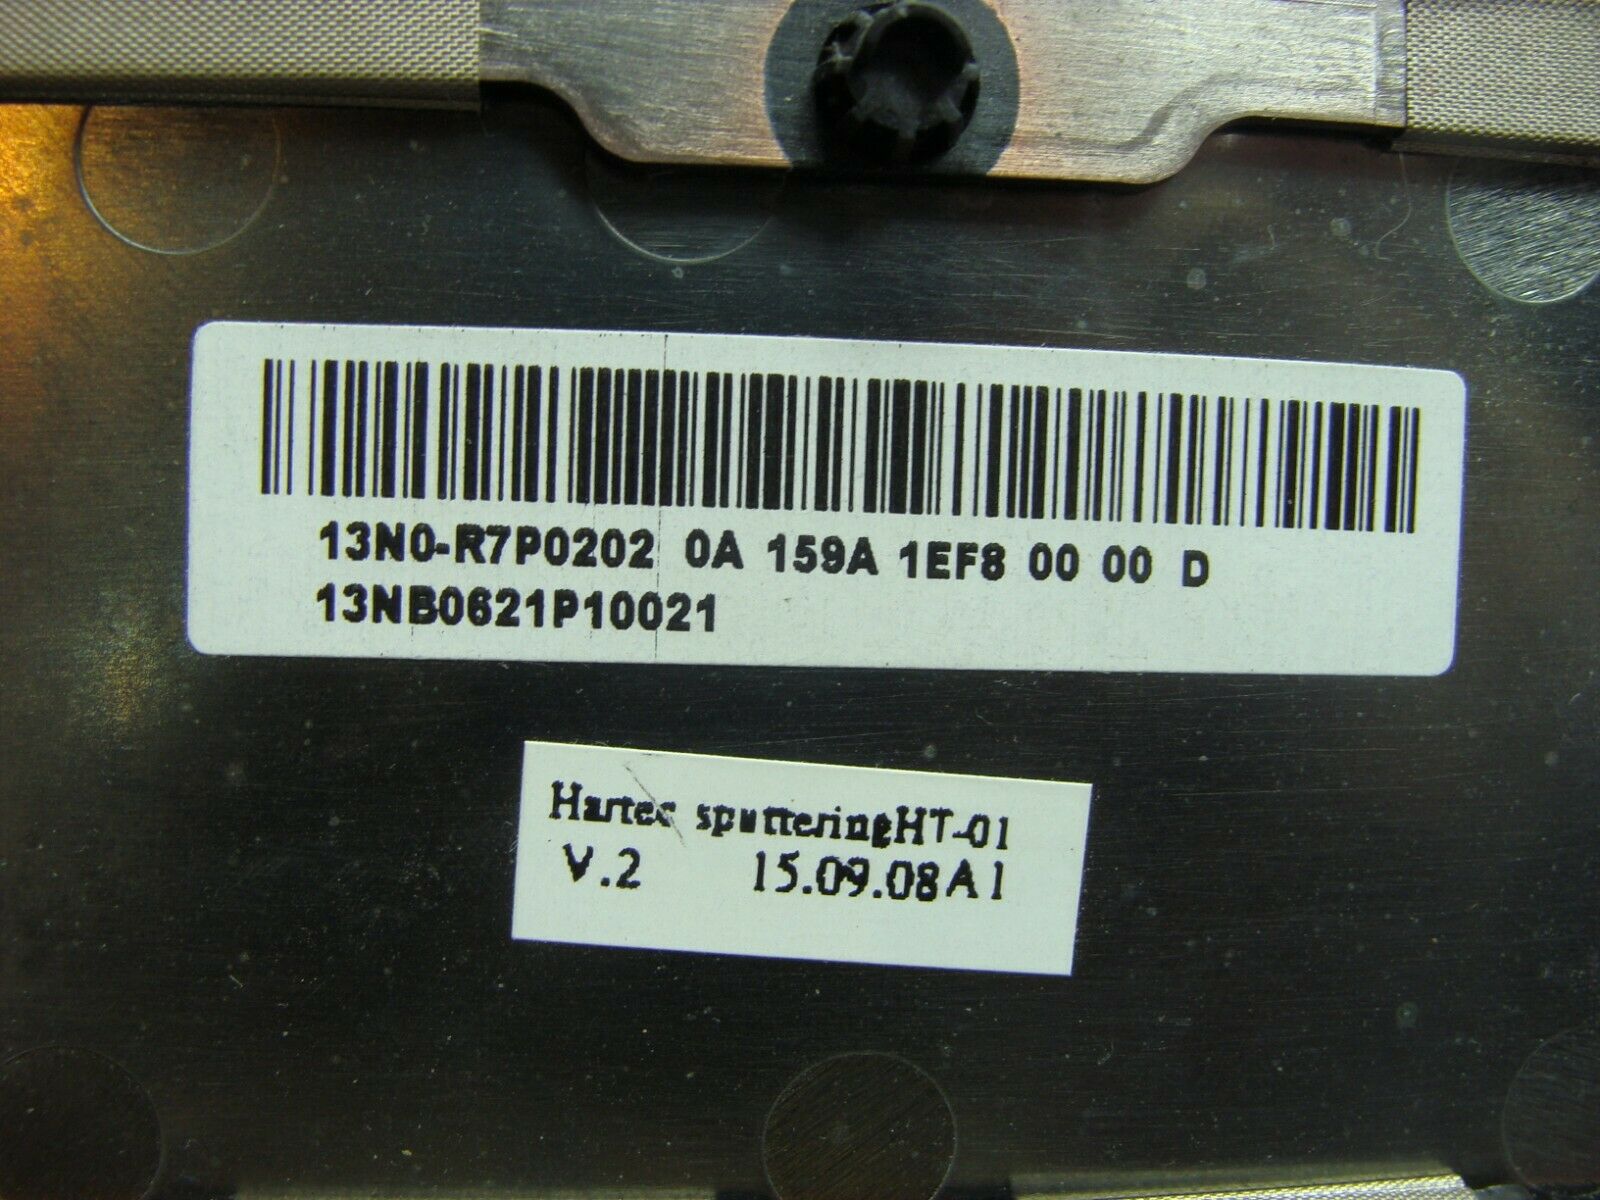 13N0-R7P0202 0A 159A 1EF8 00 00 D
13NB0621P10021
Hartec sputteringHT-01
V.2 15.09.08A1